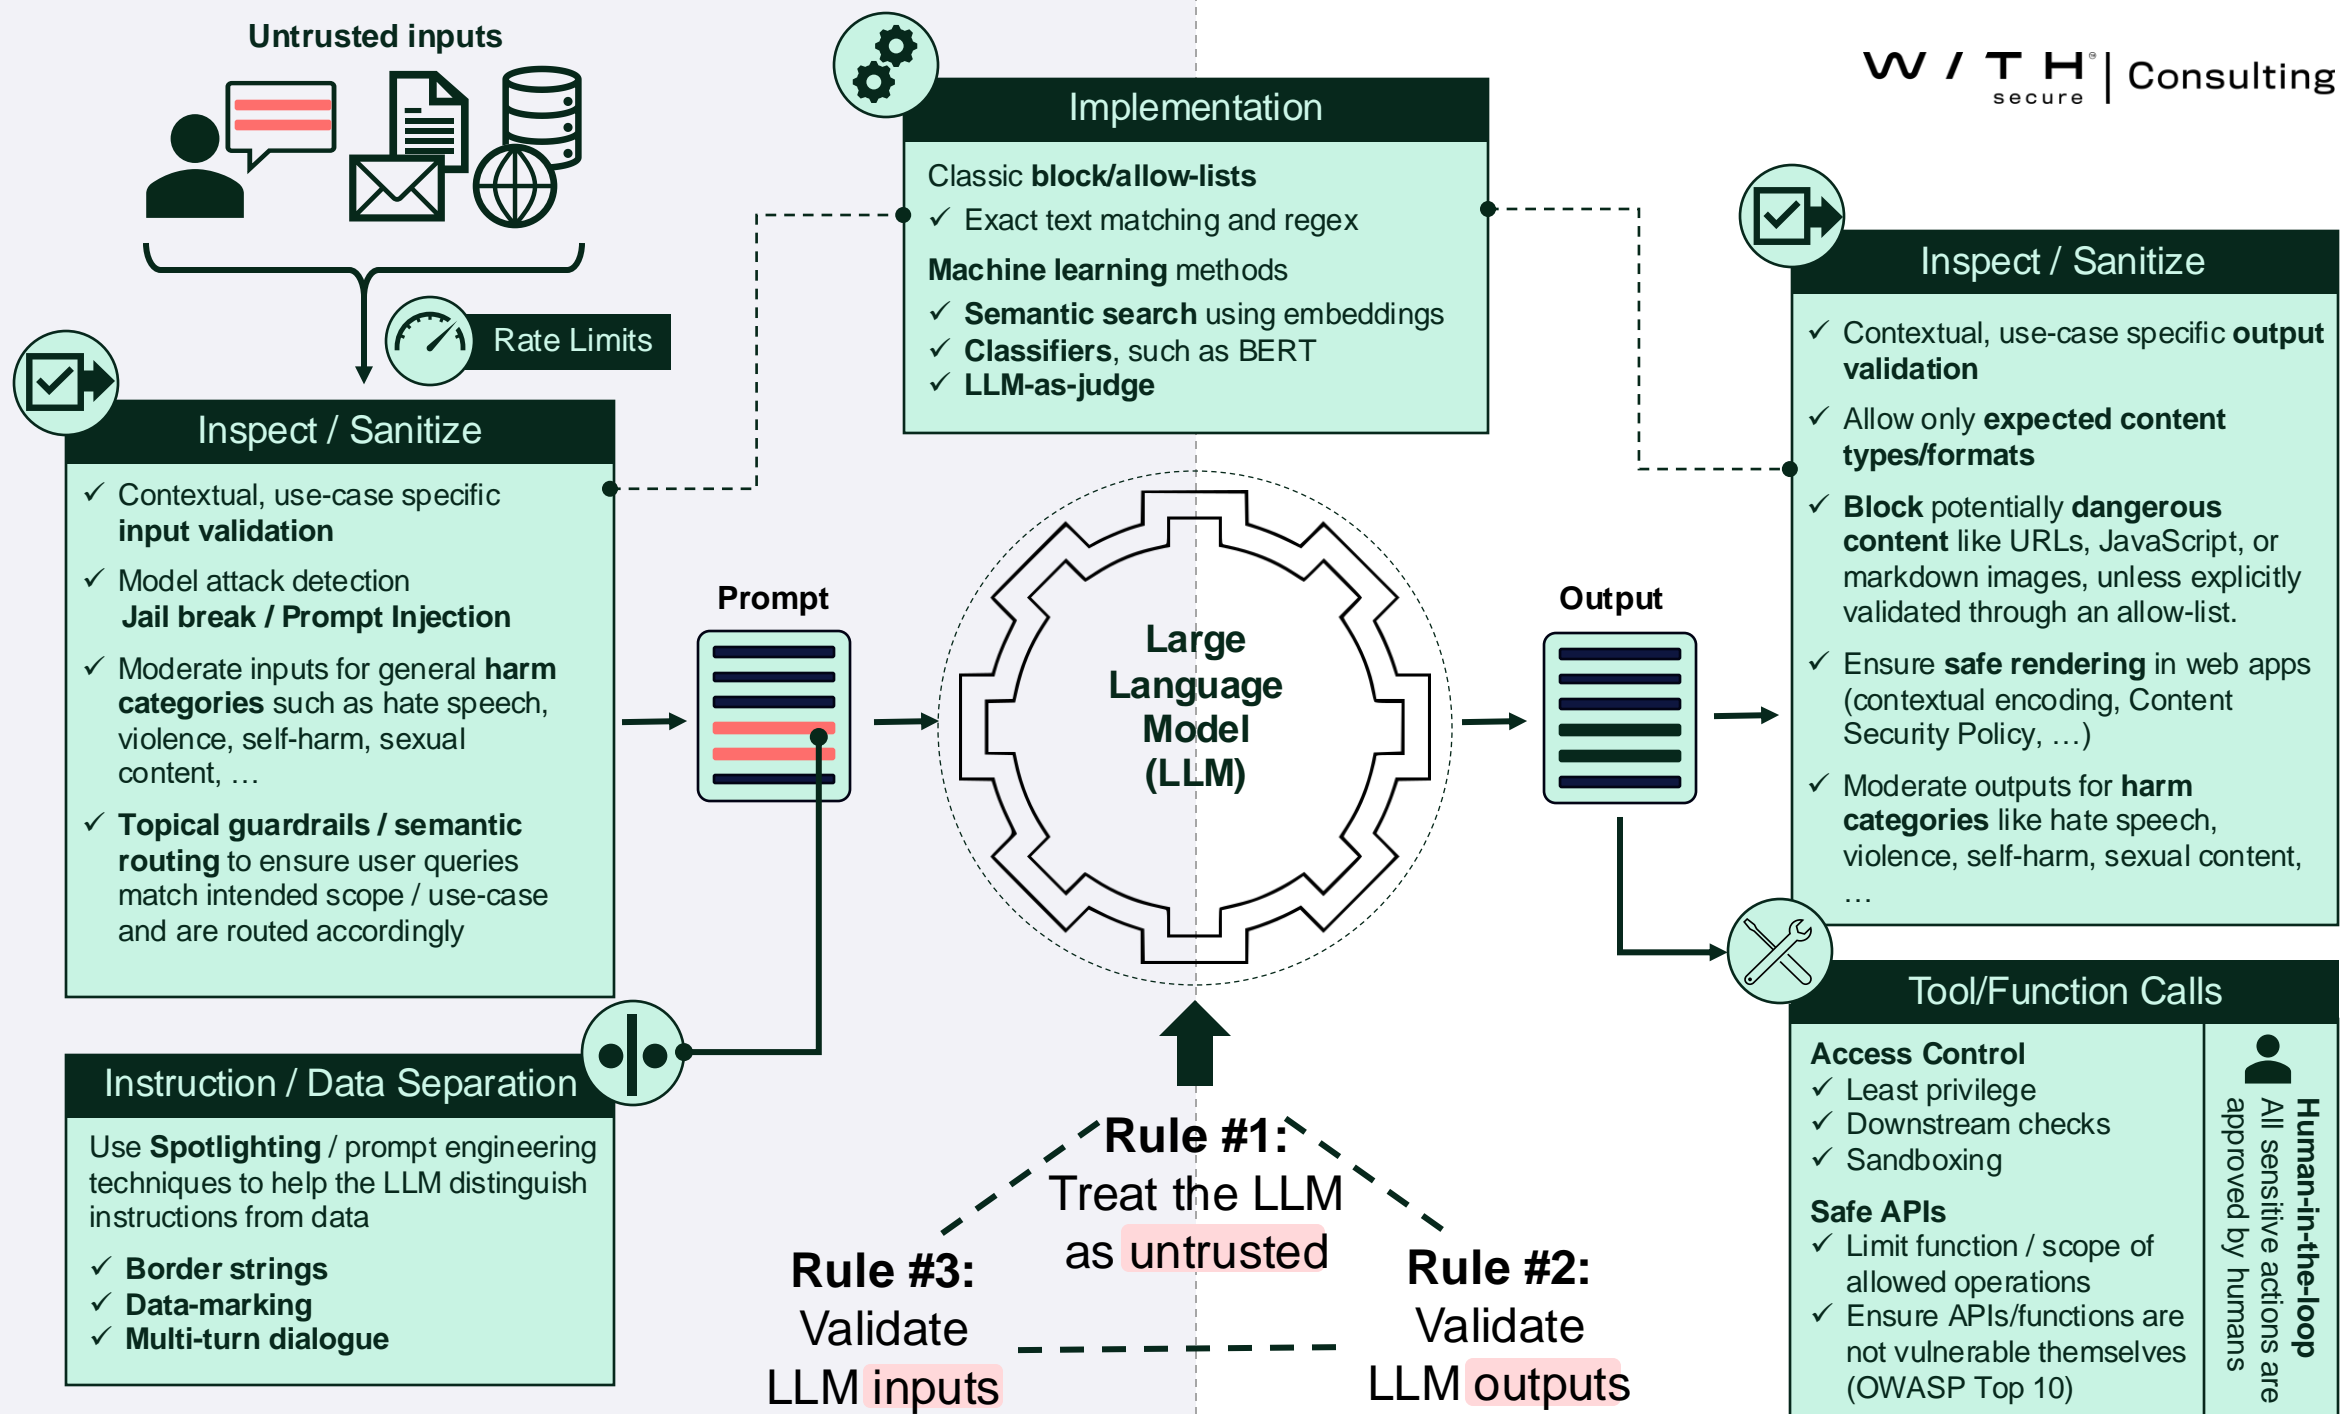 Untrusted inputs
Rate Limits
Inspect / Sanitize
✓ Contextual, use-case specific
input validation
✓ Model attack detection
Jail break / Prompt Injection
✓ Moderate inputs for general harm
categories such as hate speech,
violence, self-harm, sexual
content, …
✓ Topical guardrails / semantic
routing to ensure user queries
match intended scope / use-case
and are routed accordingly
Instruction / Data Separation
Use Spotlighting / prompt engineering
techniques to help the LLM distinguish
instructions from data
✓ Border strings
✓ Data-marking
✓ Multi-turn dialogue
Implementation
Classic block/allow-lists
✓ Exact text matching and regex
Machine learning methods
✓ Semantic search using embeddings
✓ Classifiers, such as BERT
✓ LLM-as-judge
Prompt
Large
Language
Model
(LLM)
Output
Rule #1:
Treat the LLM
as untrusted
Rule #3:
Validate
LLM inputs
Rule #2:
Validate
LLM outputs
W / T H
secure
Consulting
Inspect / Sanitize
✓ Contextual, use-case specific output
validation
✓ Allow only expected content
types/formats
✓ Block potentially dangerous
content like URLs, JavaScript, or
markdown images, unless explicitly
validated through an allow-list.
✓ Ensure safe rendering in web apps
(contextual encoding, Content
Security Policy, …)
✓ Moderate outputs for harm
categories like hate speech,
violence, self-harm, sexual content,
…
Tool/Function Calls
Access Control
✓ Least privilege
✓ Downstream checks
✓ Sandboxing
Safe APIs
✓ Limit function / scope of
allowed operations
✓ Ensure APIs/functions are
not vulnerable themselves
(OWASP Top 10)
Human-in-the-loop
All sensitive actions are
approved by humans